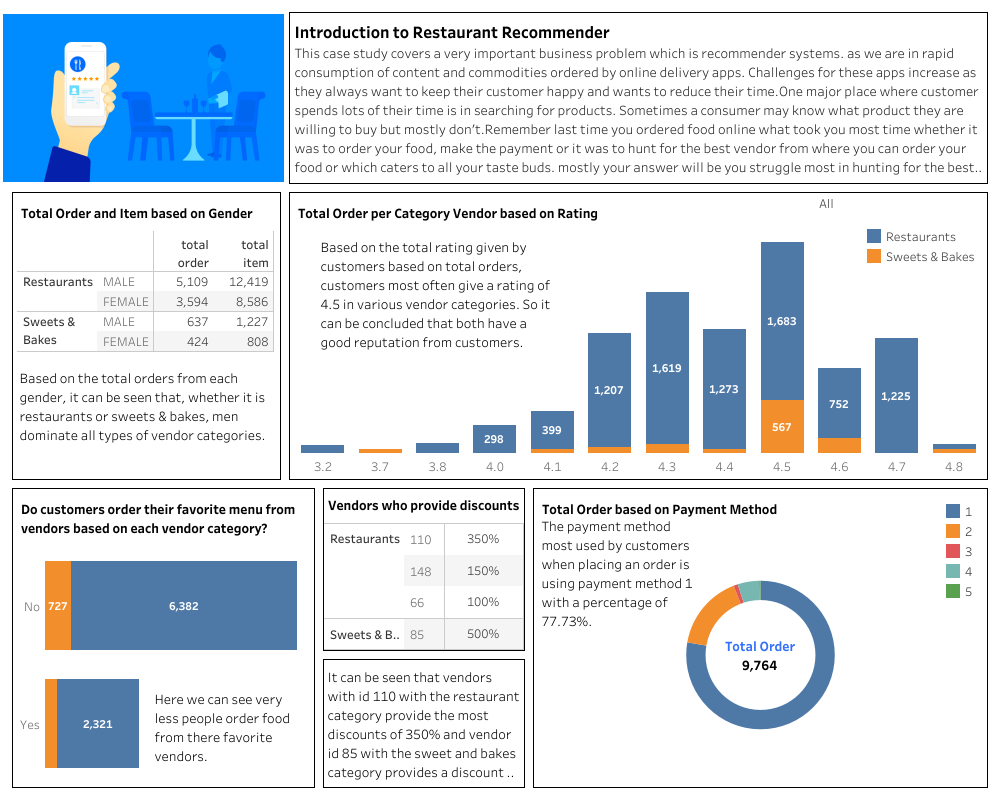 Introduction to Restaurant Recommender
This case study covers a very important business problem which is recommender systems. as we are in rapid
consumption of content and commodities ordered by online delivery apps. Challenges for these apps increase as
they always want to keep their customer happy and wants to reduce their time.One major place where customer
spends lots of their time is in searching for products. Sometimes a consumer may know what product they are
willing to buy but mostly don't.Remember last time you ordered food online what took you most time whether it
was to order your food, make the payment or it was to hunt for the best vendor from where you can order your
food or which caters to all your taste buds. mostly your answer will be you struggle most in hunting for the best..
Total Order and Item based on Gender
total total
order item
Restaurants MALE 5,109 12,419
FEMALE 3,594 8,586
Sweets & MALE 637 1,227
Bakes FEMALE 424 808
Based on the total orders from each
gender, it can be seen that, whether it is
restaurants or sweets & bakes, men
dominate all types of vendor categories.
Total Order per Category Vendor based on Rating
All
Restaurants
Sweets & Bakes
Based on the total rating given by
customers based on total orders,
customers most often give a rating of
4.5 in various vendor categories. So it
can be concluded that both have a
good reputation from customers.
298 399 1,207 1,619 1,273 1,683 567 752 1,225
3.2 3.7 3.8 4.0 4.1 4.2 4.3 4.4 4.5 4.6 4.7 4.8
Do customers order their favorite menu from
vendors based on each vendor category?
No 727 6,382
Yes 2,321
Here we can see very
less people order food
from there favorite
vendors.
Vendors who provide discounts
Restaurants 110 350%
148 150%
66 100%
Sweets & B.. 85 500%
It can be seen that vendors
with id 110 with the restaurant
category provide the most
discounts of 350% and vendor
id 85 with the sweet and bakes
category provides a discount ..
Total Order based on Payment Method
The payment method
most used by customers
when placing an order is
using payment method 1
with a percentage of
77.73%.
1
2
3
4
5
Total Order
9,764